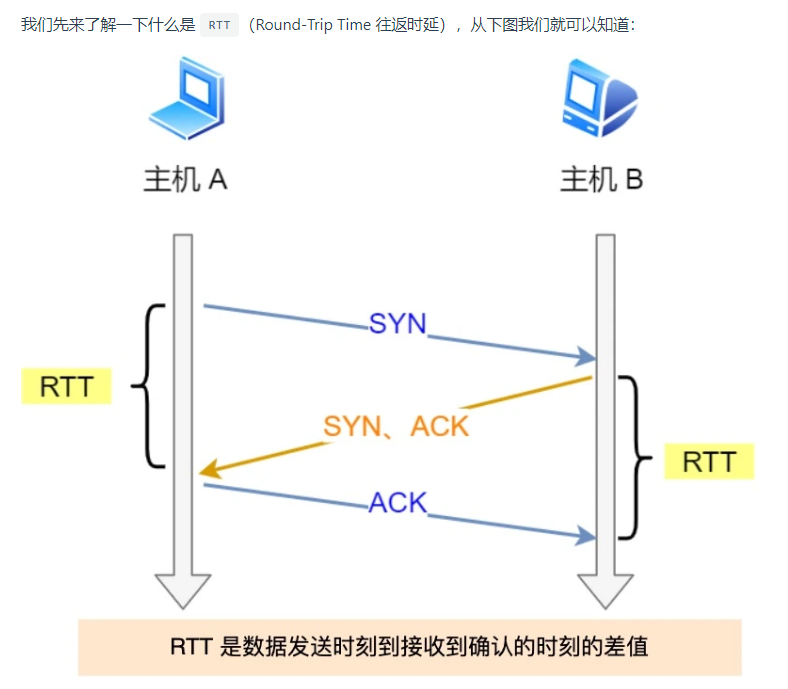 我们先来了解一下什么是 RTT （Round-Trip Time 往返时延），从下图我们就可以知道：
主机 A
主机 B
SYN
RTT
SYN、ACK
RTT
ACK
RTT 是数据发送时刻到接收到确认的时刻的差值